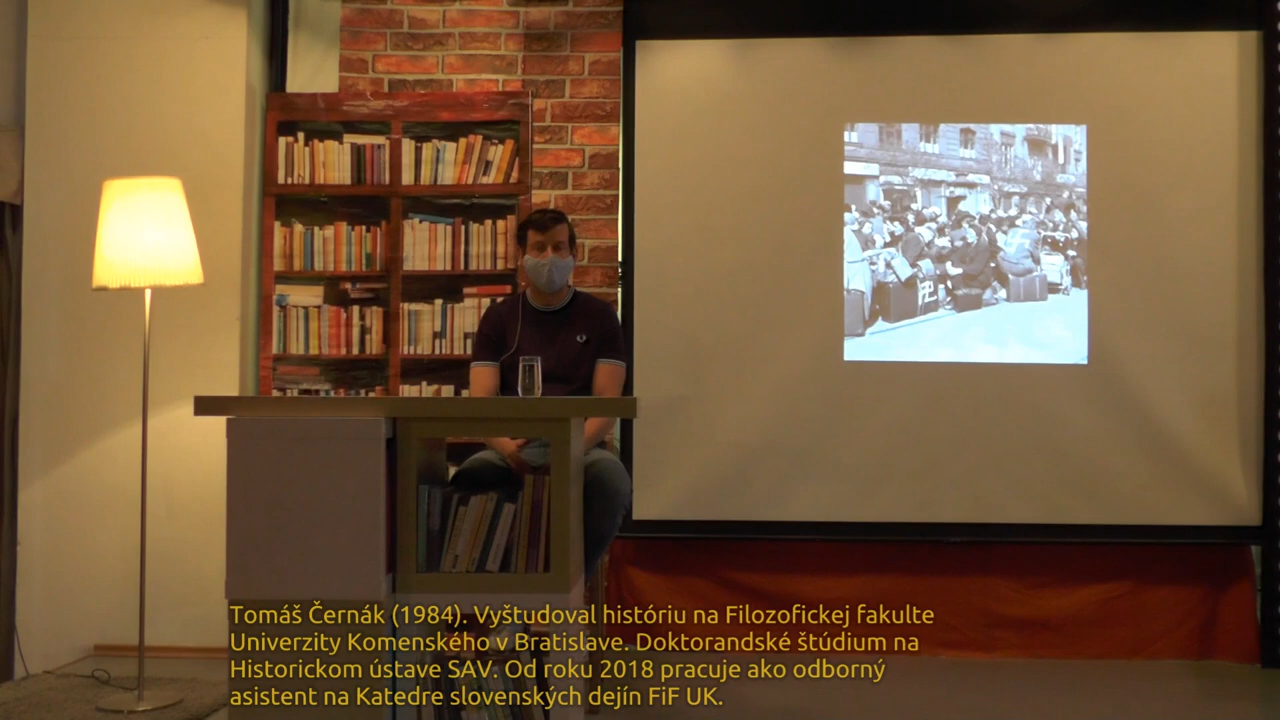 Tomáš Černák (1984). Vyštudoval históriu na Filozofickej fakulte
Univerzity Komenského v Bratislave. Doktorandské štúdium na
Historickom ústave SAV. Od roku 2018 pracuje ako odborný
asistent na Katedre slovenských dejín FiF UK.